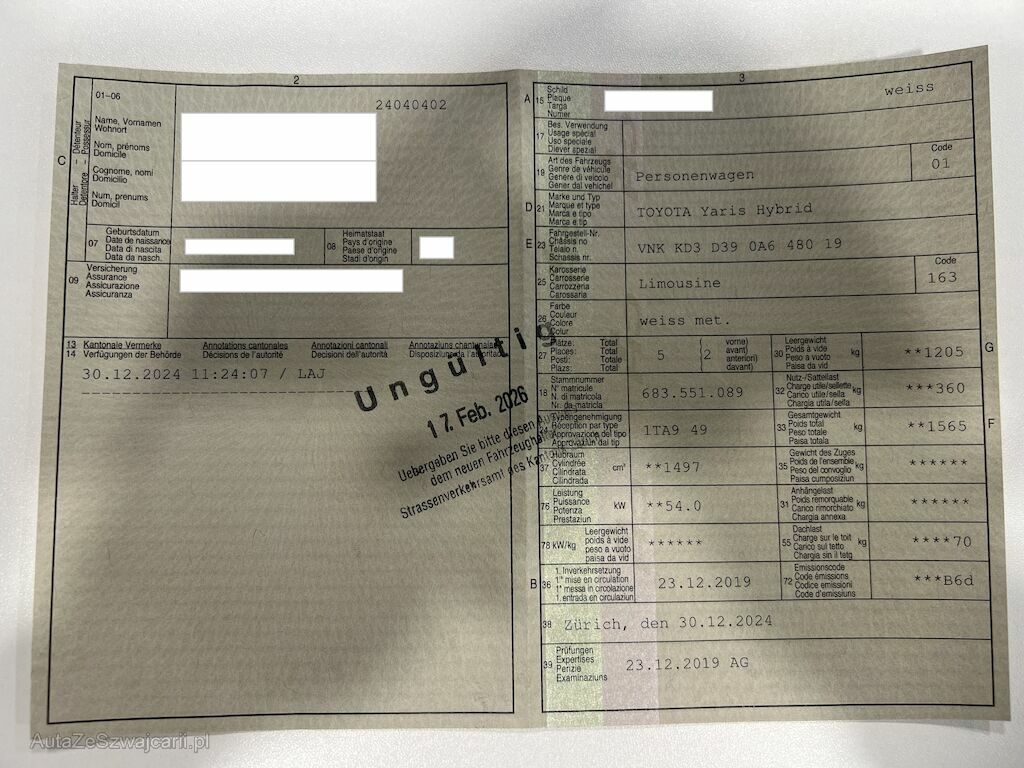 2
01-06
24040402
C
Halter – Détenteur
Detentore – Possessur
Name, Vornamen
Wohnort
Nom, prénoms
Domicile
Cognome, nomi
Domicilio
Num, prenums
Domicil
07
Geburtsdatum
Date de naissance
Data di nascita
Data da nasch.
08
Heimatstaat
Pays d'origine
Paese d'origine
Stadi d'origin
09
Versicherung
Assurance
Assicurazione
Assicuranza
13 Kantonale Vermerke Annotations cantonales Annotazioni cantonali Annotaziuns chantunalas
14 Verfügungen der Behörde Décisions de l'autorité Decisioni dell'autorità Disposiziuns da l'autoritad
30.12.2024 11:24:07 / LAJ
Ungültig
17. Feb. 2026
Uebergeben Sie bitte diesen
dem neuen Fahrzeughalter
Strassenverkehrsamt des Kan
3
A 15
Schild
Plaque
Targa
Numer
weiss
17
Bes. Verwendung
Usage spécial
Uso speciale
Diever spezial
19
Art des Fahrzeugs
Genre de véhicule
Genere di veicolo
Gener dal vehichel
Personenwagen
Code
01
D 21
Marke und Typ
Marque et type
Marca e tipo
Marca e tip
TOYOTA Yaris Hybrid
E 23
Fahrgestell-Nr.
Châssis no
Telaio n.
Schassis nr.
VNK KD3 D39 0A6 480 19
25
Karosserie
Carrosserie
Carrozzeria
Carossaria
Limousine
Code
163
26
Farbe
Couleur
Colore
Colur
weiss met.
27
Plätze: Total
Places: Total
Posti: Totale
Plazs: Total
5 (2
vorne)
avant)
anteriori)
davant)
30
Leergewicht
Poids à vide
Peso a vuoto
Paisa da vid
kg
**1205
G
18
Stammnummer
N° matricule
N. di matricola
Nr. da matricla
683.551.089
32
Nutz-/Sattellast
Charge utile/sellette
Carico utile/sella
Chargia utila/sella
kg
***360
24
Typengenehmigung
Réception par type
Approvazione del tipo
Approvaziun dal tip
1TA9 49
33
Gesamtgewicht
Poids total
Peso totale
Paisa totala
kg
**1565
F
37
Hubraum
Cylindrée
Cilindrata
Cilindrada
cm³
**1497
35
Gewicht des Zuges
Poids de l'ensemble
Peso del convoglio
Paisa cumposiziun
kg
******
76
Leistung
Puissance
Potenza
Prestaziun
kW
**54.0
31
Anhängelast
Poids remorquable
Carico rimorchiato
Chargia annexa
kg
******
78 kW/kg
Leergewicht
poids à vide
peso a vuoto
paisa da vid
******
55
Dachlast
Charge sur le toit
Carico sul tetto
Chargia sin il tetg
kg
****70
B 36
1. Inverkehrsetzung
1re mise en circulation
1a messa in circolazione
1. entrada en circulaziun
23.12.2019
72
Emissionscode
Code émissions
Codice emissioni
Code d'emissiuns
***B6d
38
Zürich, den 30.12.2024
39
Prüfungen
Expertises
Perizie
Examinaziuns
23.12.2019 AG
AutaZeSzwajcarii.pl